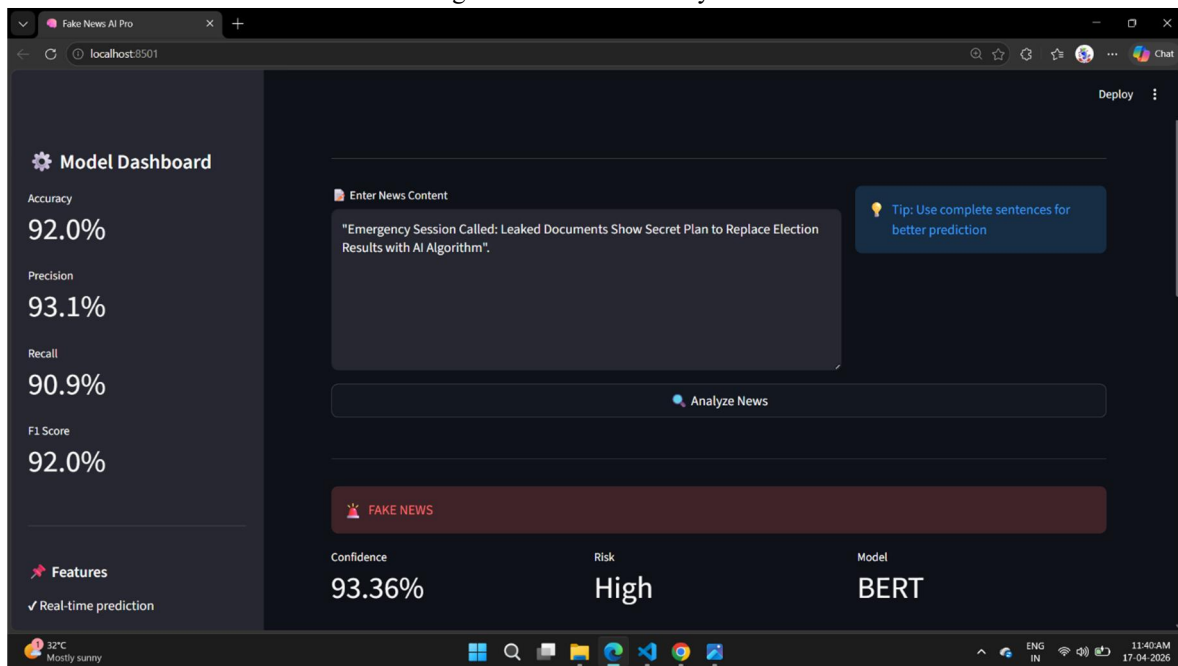 Fake News AI Pro
localhost:8501
Chat
Deploy
Model Dashboard
Accuracy
92.0%
Precision
93.1%
Recall
90.9%
F1 Score
92.0%
Features
✓ Real-time prediction
Enter News Content
"Emergency Session Called: Leaked Documents Show Secret Plan to Replace Election
Results with AI Algorithm".
Tip: Use complete sentences for
better prediction
Analyze News
FAKE NEWS
Confidence
93.36%
Risk
High
Model
BERT
1
32°C
Mostly sunny
ENG
IN
11:40:AM
17-04-2026